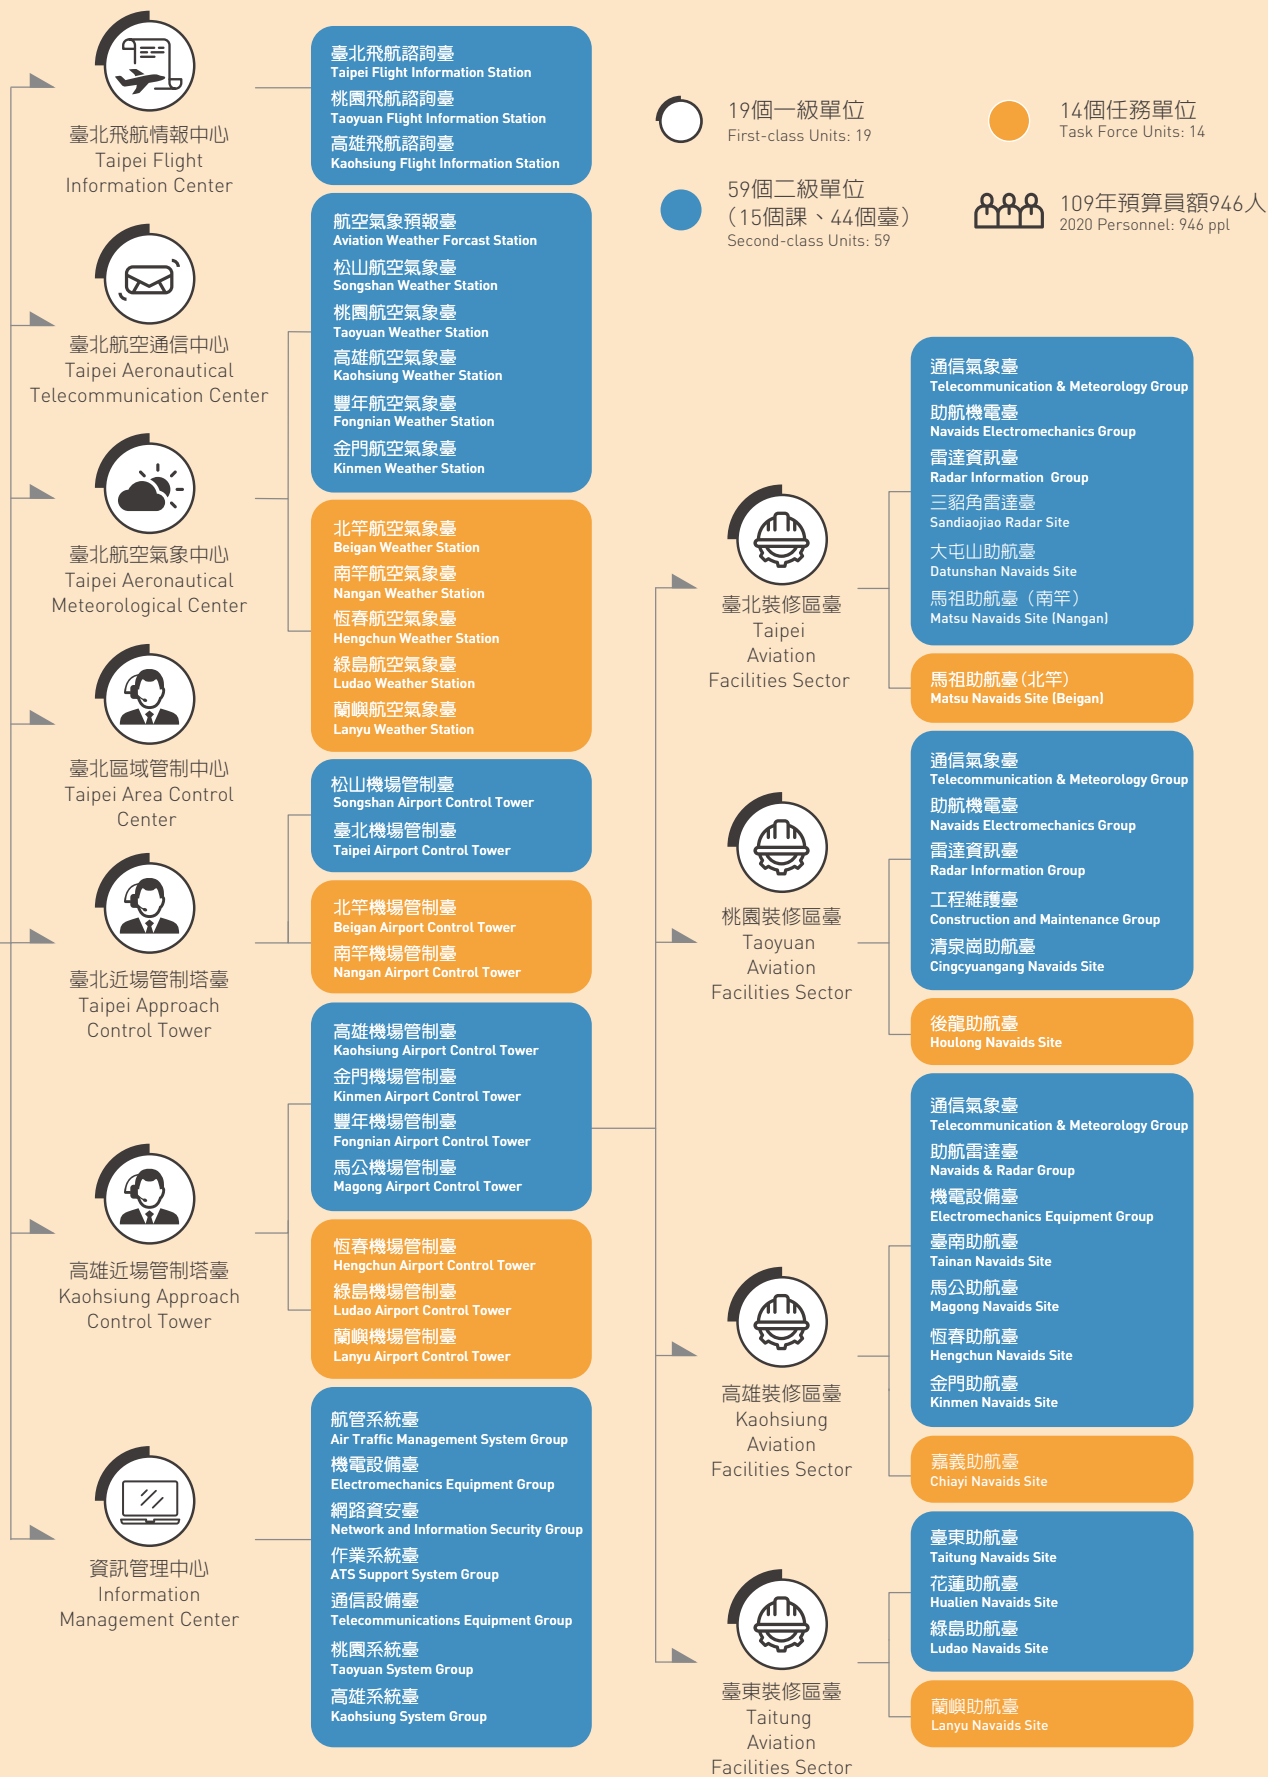 臺北飛航情報中心
Taipei Flight
Information Center
臺北飛航諮詢臺
Taipei Flight Information Station
桃園飛航諮詢臺
Taoyuan Flight Information Station
高雄飛航諮詢臺
Kaohsiung Flight Information Station
19個一級單位
First-class Units: 19
14個任務單位
Task Force Units: 14
59個二級單位
（15個課、44個臺）
Second-class Units: 59
109年預算員額946人
2020 Personnel: 946 ppl
臺北航空通信中心
Taipei Aeronautical
Telecommunication Center
臺北航空氣象中心
Taipei Aeronautical
Meteorological Center
航空氣象預報臺
Aviation Weather Forcast Station
松山航空氣象臺
Songshan Weather Station
桃園航空氣象臺
Taoyuan Weather Station
高雄航空氣象臺
Kaohsiung Weather Station
豐年航空氣象臺
Fongnian Weather Station
金門航空氣象臺
Kinmen Weather Station
北竿航空氣象臺
Beigan Weather Station
南竿航空氣象臺
Nangan Weather Station
恆春航空氣象臺
Hengchun Weather Station
綠島航空氣象臺
Ludao Weather Station
蘭嶼航空氣象臺
Lanyu Weather Station
臺北區域管制中心
Taipei Area Control
Center
臺北近場管制塔臺
Taipei Approach
Control Tower
松山機場管制臺
Songshan Airport Control Tower
臺北機場管制臺
Taipei Airport Control Tower
北竿機場管制臺
Beigan Airport Control Tower
南竿機場管制臺
Nangan Airport Control Tower
高雄近場管制塔臺
Kaohsiung Approach
Control Tower
高雄機場管制臺
Kaohsiung Airport Control Tower
金門機場管制臺
Kinmen Airport Control Tower
豐年機場管制臺
Fongnian Airport Control Tower
馬公機場管制臺
Magong Airport Control Tower
恆春機場管制臺
Hengchun Airport Control Tower
綠島機場管制臺
Ludao Airport Control Tower
蘭嶼機場管制臺
Lanyu Airport Control Tower
資訊管理中心
Information
Management Center
航管系統臺
Air Traffic Management System Group
機電設備臺
Electromechanics Equipment Group
網路資安臺
Network and Information Security Group
作業系統臺
ATS Support System Group
通信設備臺
Telecommunications Equipment Group
桃園系統臺
Taoyuan System Group
高雄系統臺
Kaohsiung System Group
臺北裝修區臺
Taipei
Aviation
Facilities Sector
通信氣象臺
Telecommunication & Meteorology Group
助航機電臺
Navaids Electromechanics Group
雷達資訊臺
Radar Information Group
三貂角雷達臺
Sandiaojiao Radar Site
大屯山助航臺
Datunshan Navaids Site
馬祖助航臺（南竿）
Matsu Navaids Site (Nangan)
馬祖助航臺(北竿)
Matsu Navaids Site (Beigan)
桃園裝修區臺
Taoyuan
Aviation
Facilities Sector
通信氣象臺
Telecommunication & Meteorology Group
助航機電臺
Navaids Electromechanics Group
雷達資訊臺
Radar Information Group
工程維護臺
Construction and Maintenance Group
清泉崗助航臺
Cingcyuangang Navaids Site
後龍助航臺
Houlong Navaids Site
高雄裝修區臺
Kaohsiung
Aviation
Facilities Sector
通信氣象臺
Telecommunication & Meteorology Group
助航雷達臺
Navaids & Radar Group
機電設備臺
Electromechanics Equipment Group
臺南助航臺
Tainan Navaids Site
馬公助航臺
Magong Navaids Site
恆春助航臺
Hengchun Navaids Site
金門助航臺
Kinmen Navaids Site
嘉義助航臺
Chiayi Navaids Site
臺東裝修區臺
Taitung
Aviation
Facilities Sector
臺東助航臺
Taitung Navaids Site
花蓮助航臺
Hualien Navaids Site
綠島助航臺
Ludao Navaids Site
蘭嶼助航臺
Lanyu Navaids Site